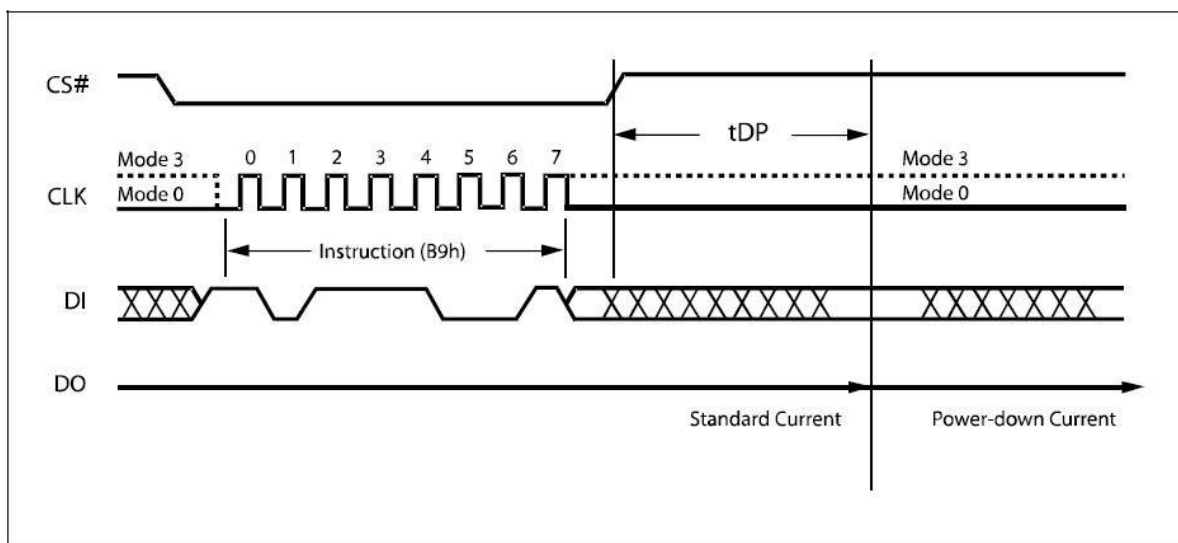 CS#
tDP
Mode 3
0 1 2 3 4 5 6 7
Mode 3
CLK
Mode 0
Mode 0
Instruction (B9h)
DI
DO
Standard Current
Power-down Current